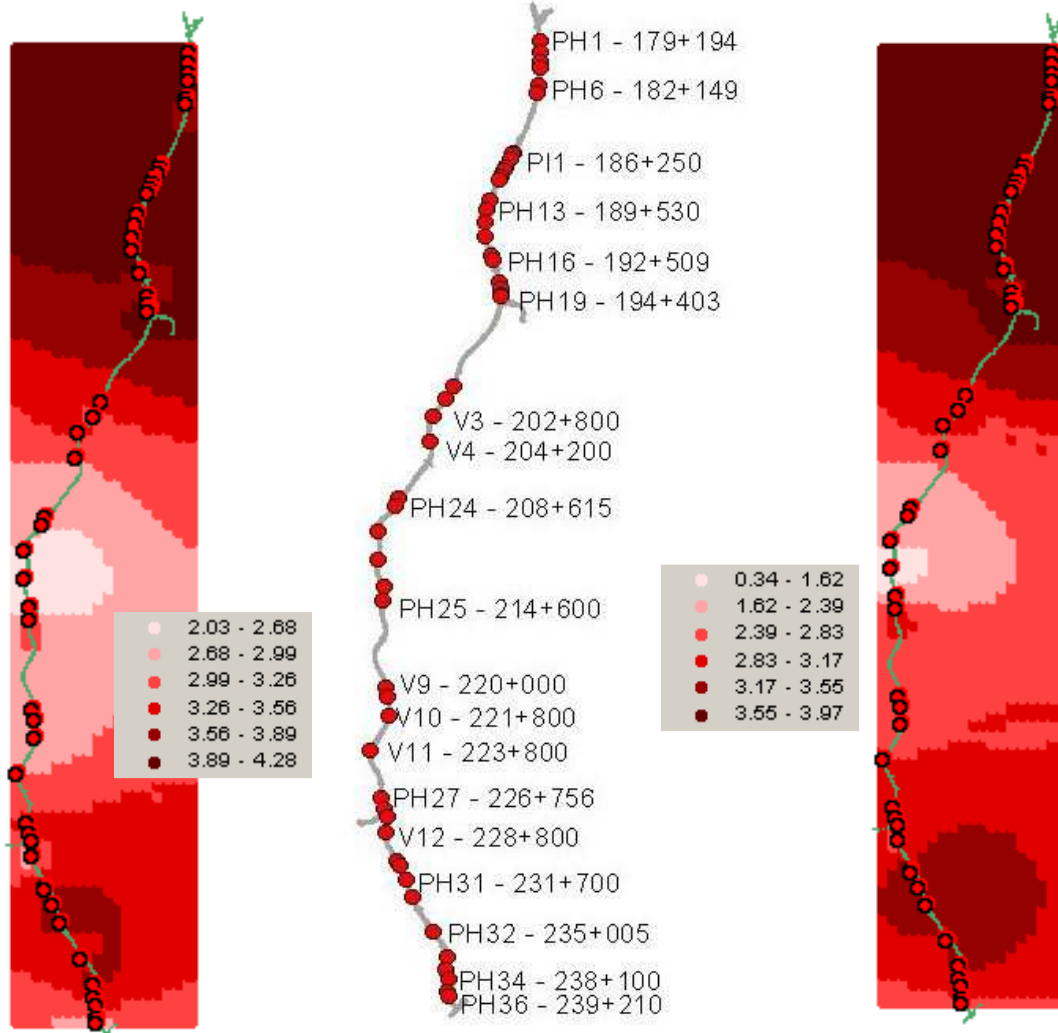 PH1 - 179+194
PH6 - 182+149
PI1 - 186+250
PH13 - 189+530
PH16 - 192+509
PH19 - 194+403
V3 - 202+800
V4 - 204+200
PH24 - 208+615
PH25 - 214+600
V9 - 220+000
V10 - 221+800
V11 - 223+800
PH27 - 226+756
V12 - 228+800
PH31 - 231+700
PH32 - 235+005
PH34 - 238+100
PH36 - 239+210
2.03 - 2.68
2.68 - 2.99
2.99 - 3.26
3.26 - 3.56
3.56 - 3.89
3.89 - 4.28
0.34 - 1.62
1.62 - 2.39
2.39 - 2.83
2.83 - 3.17
3.17 - 3.55
3.55 - 3.97